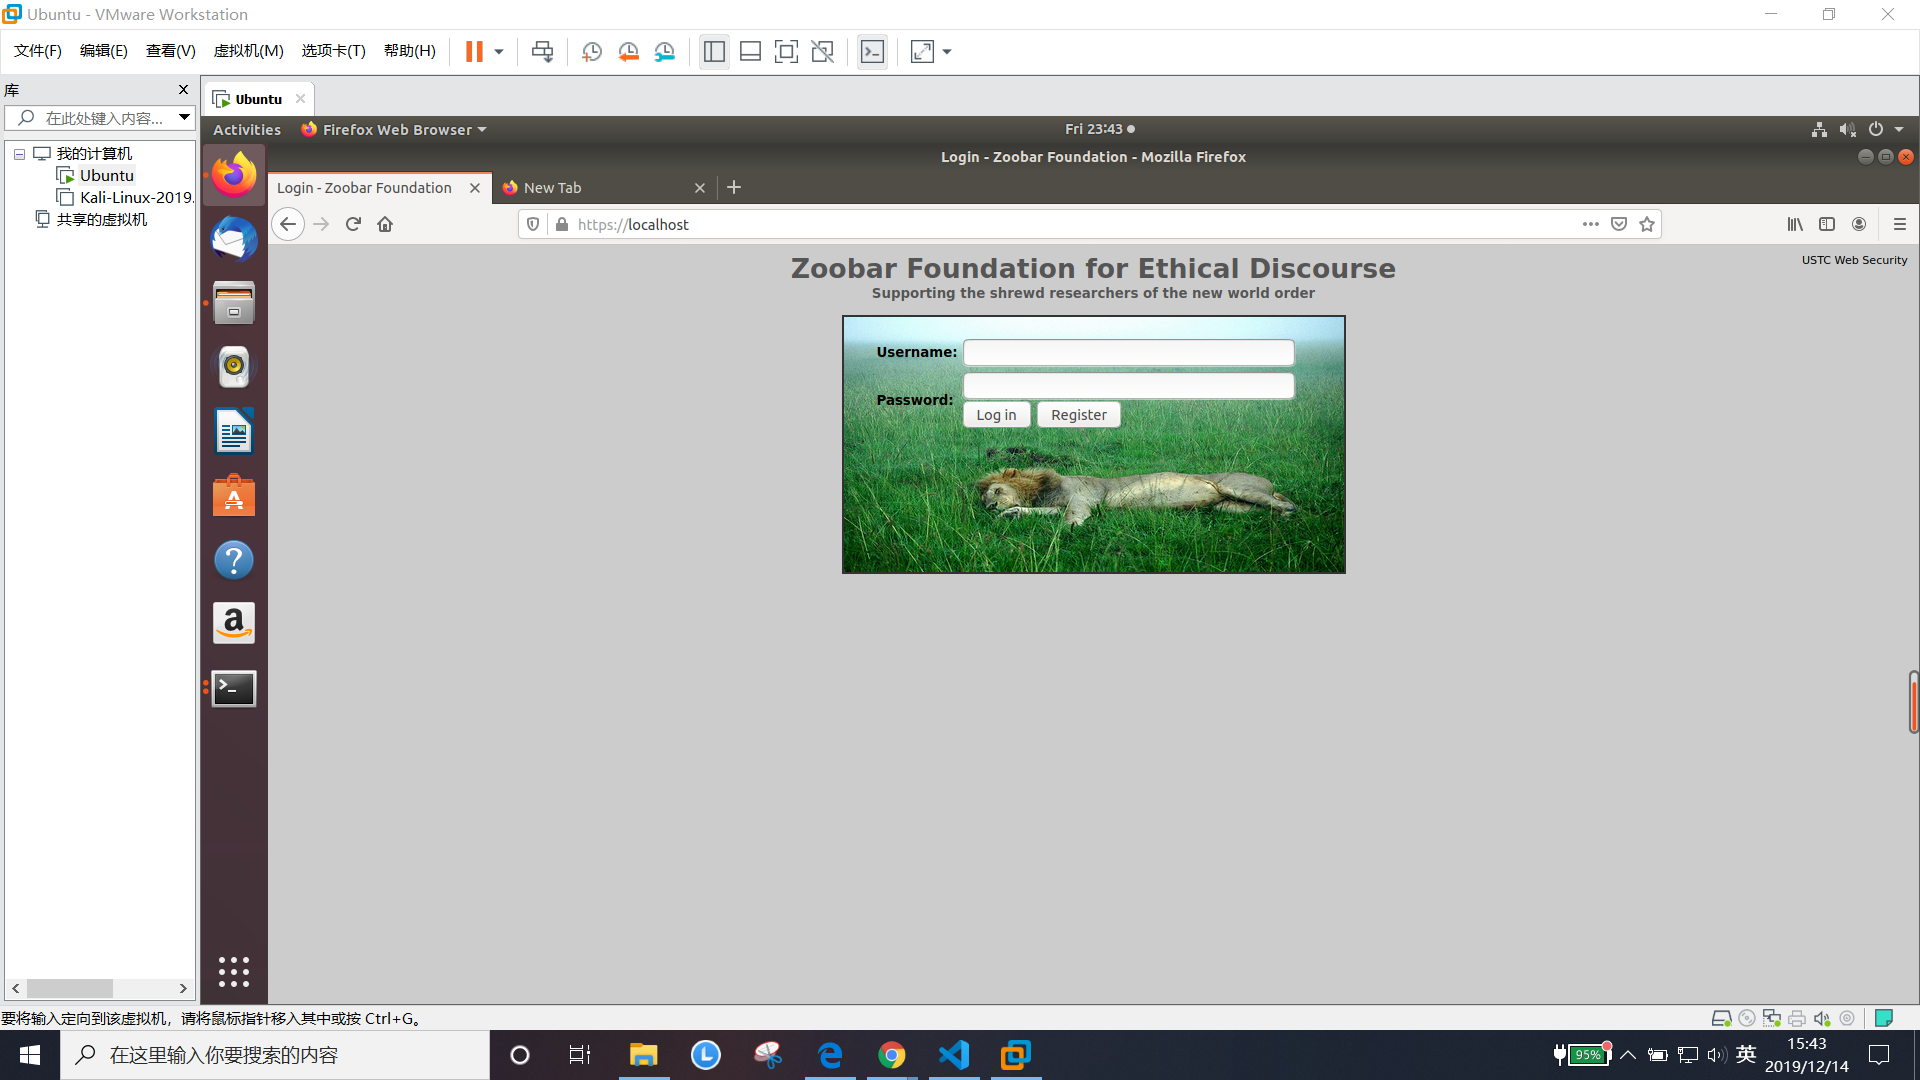 Ubuntu - VMware Workstation
文件(F) 编辑(E) 查看(V) 虚拟机(M) 选项卡(T) 帮助(H)
库
在此处键入内容...
我的计算机
Ubuntu
Kali-Linux-2019.
共享的虚拟机
Ubuntu
Activities Firefox Web Browser Fri 23:43
Login - Zoobar Foundation - Mozilla Firefox
Login - Zoobar Foundation New Tab
https://localhost
Zoobar Foundation for Ethical Discourse
USTC Web Security
Supporting the shrewd researchers of the new world order
Username:
Password:
Log in Register
要将输入定向到该虚拟机，请将鼠标指针移入其中或按 Ctrl+G。
在这里输入你要搜索的内容
95%
英
15:43
2019/12/14